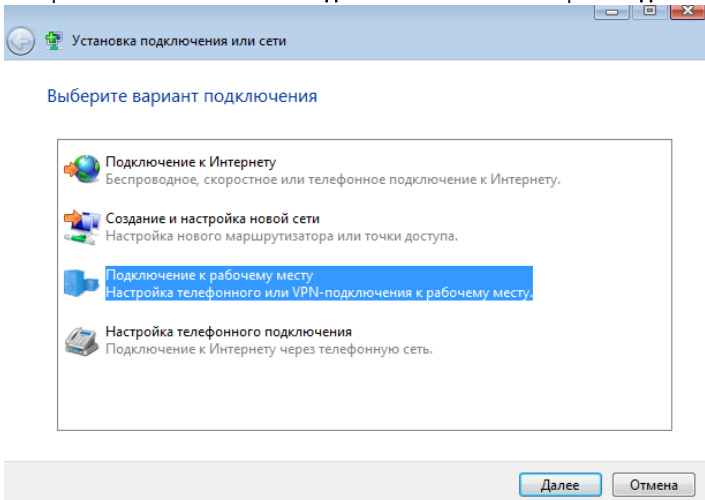 Установка подключения или сети
Выберите вариант подключения
Подключение к Интернету
Беспроводное, скоростное или телефонное подключение к Интернету.
Создание и настройка новой сети
Настройка нового маршрутизатора или точки доступа.
Подключение к рабочему месту
Настройка телефонного или VPN-подключения к рабочему месту.
Настройка телефонного подключения
Подключение к Интернету через телефонную сеть.
Далее Отмена